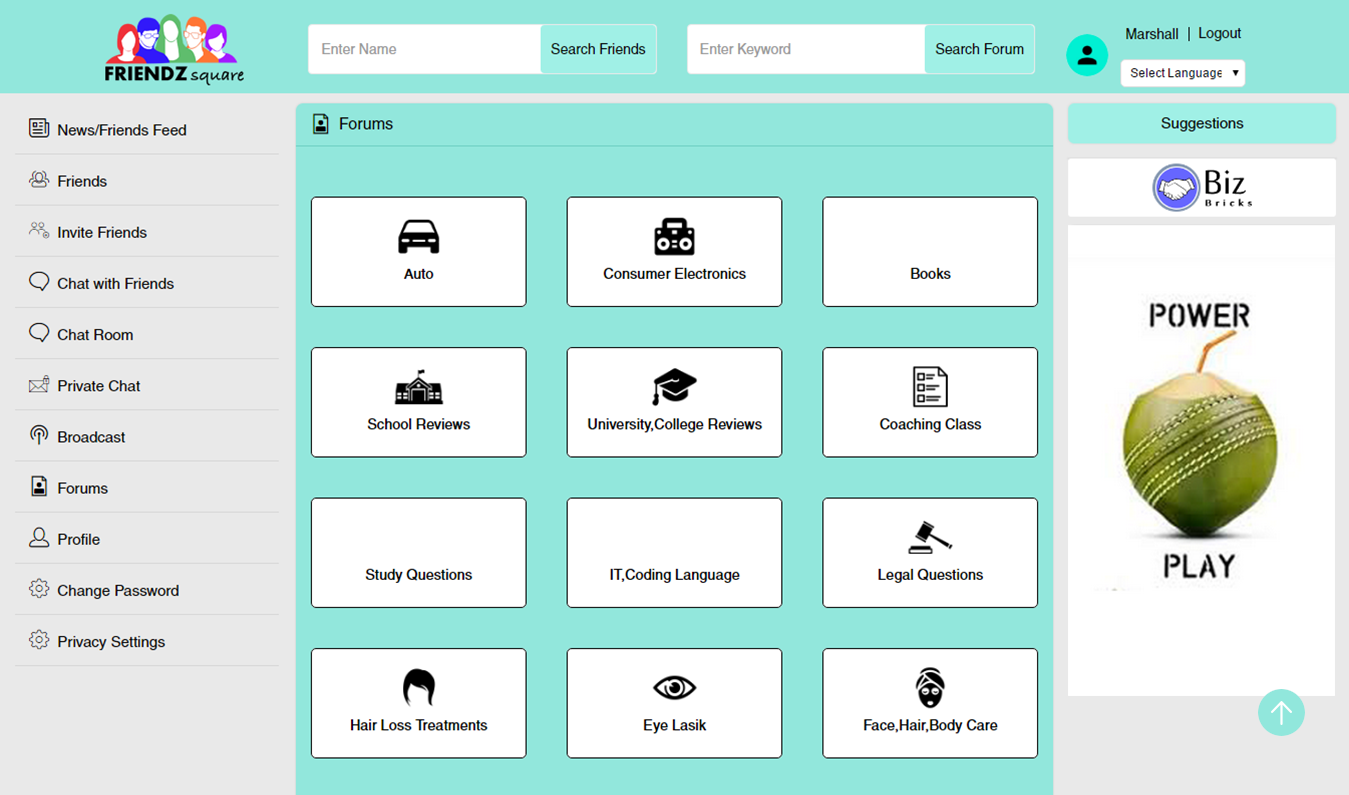 FRIENDZ square
Enter Name
Search Friends
Enter Keyword
Search Forum
Marshall | Logout
Select Language
News/Friends Feed
Friends
Invite Friends
Chat with Friends
Chat Room
Private Chat
Broadcast
Forums
Profile
Change Password
Privacy Settings
Forums
Auto
Consumer Electronics
Books
School Reviews
University,College Reviews
Coaching Class
Study Questions
IT,Coding Language
Legal Questions
Hair Loss Treatments
Eye Lasik
Face,Hair,Body Care
Suggestions
Biz
Bricks
POWER
PLAY